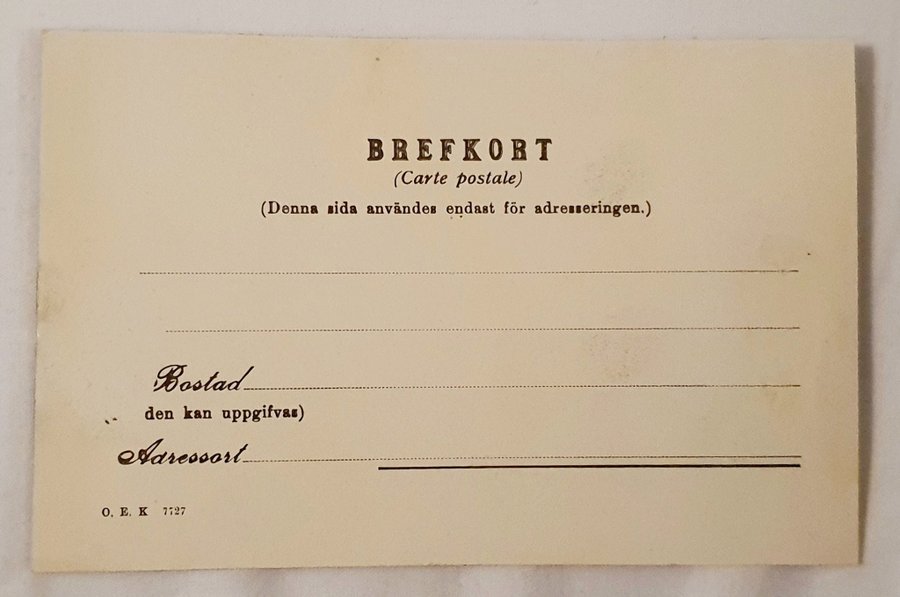 BREFKORT
(Carte postale)
(Denna sida användes endast för adresseringen.)
Bostad
den kan uppgifvas)
Adressort
O. E. K 7727